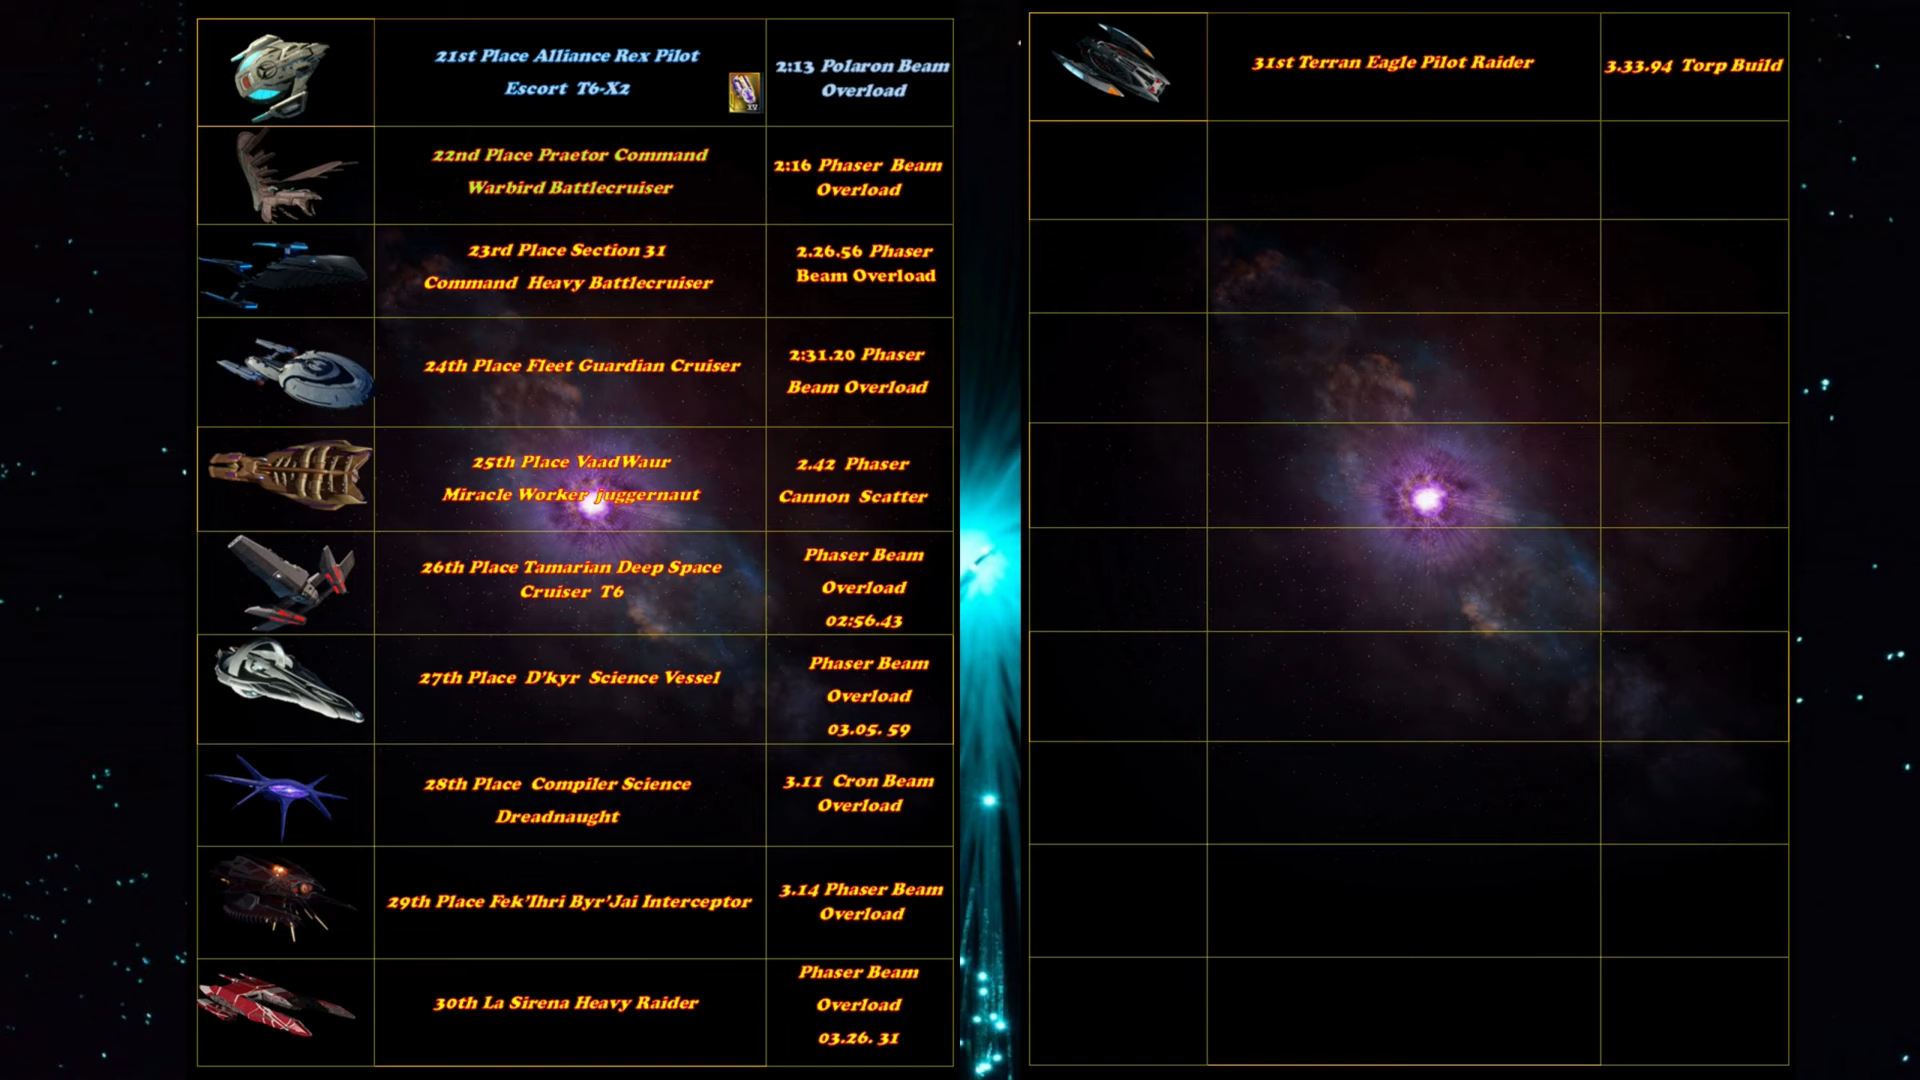 21st Place Alliance Rex Pilot
Escort T6-X2
XV
2:13 Polaron Beam
Overload
22nd Place Praetor Command
Warbird Battlecruiser
2:16 Phaser Beam
Overload
23rd Place Section 31
Command Heavy Battlecruiser
2.26.56 Phaser
Beam Overload
24th Place Fleet Guardian Cruiser
2:31.20 Phaser
Beam Overload
25th Place VaadWaur
Miracle Worker juggernaut
2.42 Phaser
Cannon Scatter
26th Place Tamarian Deep Space
Cruiser T6
Phaser Beam
Overload
02:56.43
27th Place D'kyr Science Vessel
Phaser Beam
Overload
03.05. 59
28th Place Compiler Science
Dreadnaught
3.11 Cron Beam
Overload
29th Place Fek'Ihri Byr'Jai Interceptor
3.14 Phaser Beam
Overload
30th La Sirena Heavy Raider
Phaser Beam
Overload
03.26. 31
31st Terran Eagle Pilot Raider
3.33.94 Torp Build